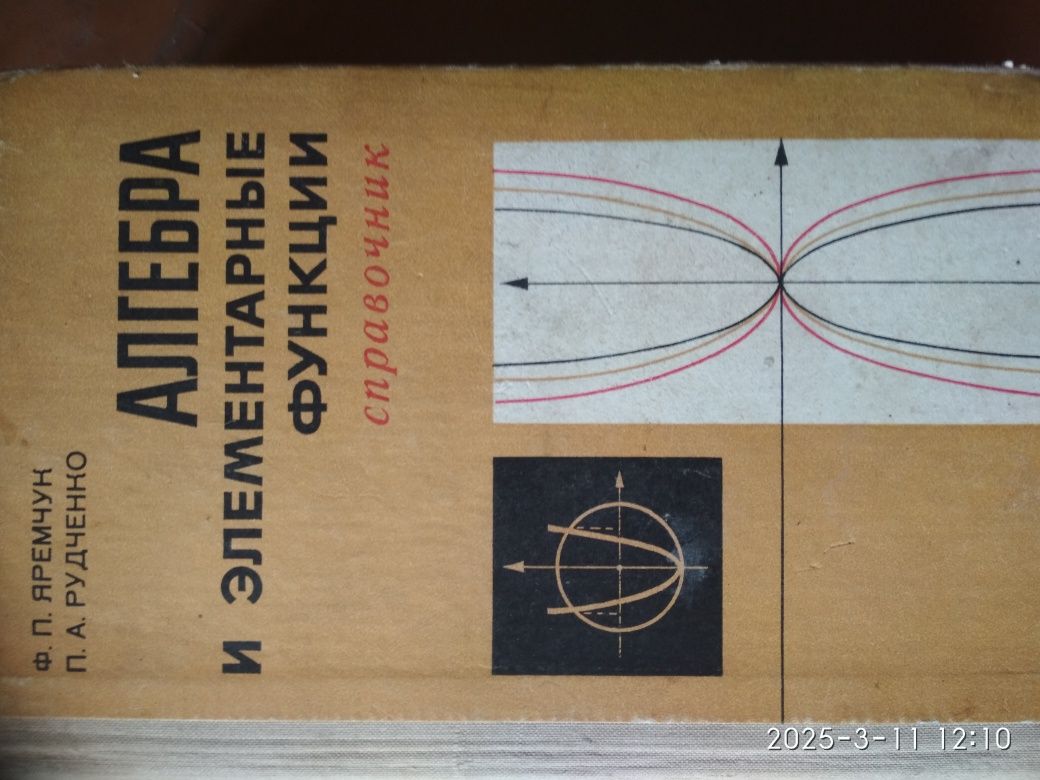 Ф. П. ЯРЕМЧУК
П. А. РУДЧЕНКО
АЛГЕБРА
И ЭЛЕМЕНТАРНЫЕ
ФУНКЦИИ
справочник
2025-3-11 12:10